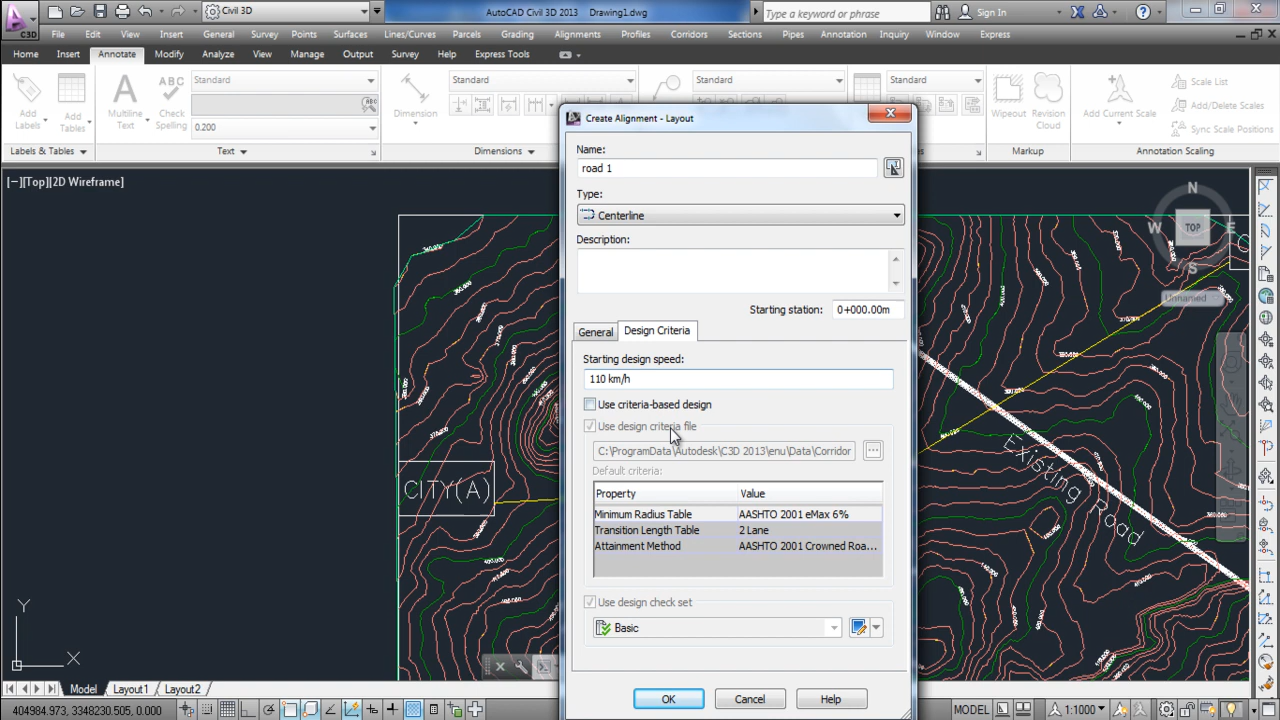 Civil 3D
AutoCAD Civil 3D 2013 Drawing1.dwg
Type a keyword or phrase
Sign In
C3D
File Edit View Insert General Survey Points Surfaces Lines/Curves Parcels Grading Alignments Profiles Corridors Sections Pipes Annotation Inquiry Window Express
Home Insert Annotate Modify Analyze View Manage Output Survey Help Express Tools
Add
Labels
Add
Tables
Multiline
Text
Check
Spelling
Standard
0.200
Dimension
Standard
Standard
Standard
Wipeout
Revision
Cloud
Add Current Scale
Scale List
Add/Delete Scales
Sync Scale Positions
Labels & Tables
Text
Dimensions
Markup
Annotation Scaling
[−][Top][2D Wireframe]
Create Alignment - Layout
Name:
road 1
Type:
Centerline
Description:
Starting station: 0+000.00m
General
Design Criteria
Starting design speed:
110 km/h
Use criteria-based design
Use design criteria file
C:\ProgramData\Autodesk\C3D 2013\enu\Data\Corridor
...
Default criteria:
Property Value
Minimum Radius Table AASHTO 2001 eMax 6%
Transition Length Table 2 Lane
Attainment Method AASHTO 2001 Crowned Roa...
Use design check set
Basic
OK Cancel Help
N
W TOP E
S
Unnamed
CITY(A)
Existing Road
Y
X
Model Layout1 Layout2
404984.973, 3348230.505, 0.000
MODEL
1:1000